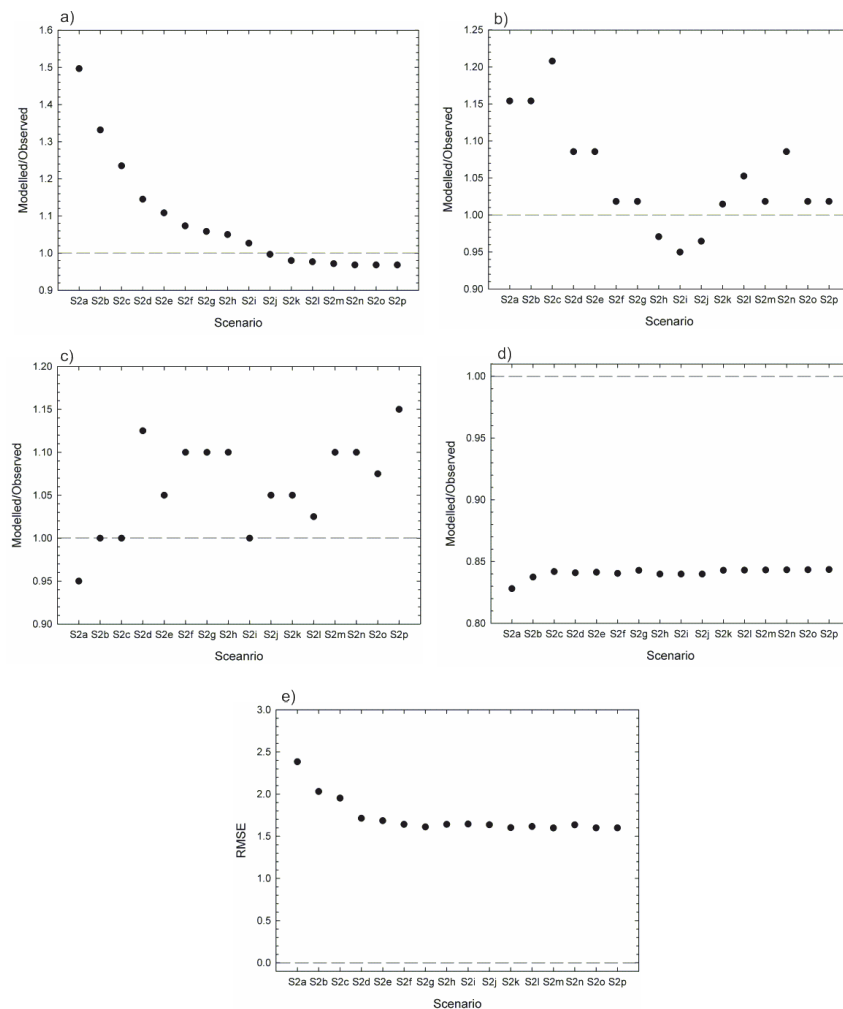 a)
1.6
1.5
1.4
1.3
1.2
1.1
1.0
0.9
Modelled/Observed
S2a S2b S2c S2d S2e S2f S2g S2h S2i S2j S2k S2l S2m S2n S2o S2p
Scenario
b)
1.25
1.20
1.15
1.10
1.05
1.00
0.95
0.90
Modelled/Observed
S2a S2b S2c S2d S2e S2f S2g S2h S2i S2j S2k S2l S2m S2n S2o S2p
Scenario
c)
1.20
1.15
1.10
1.05
1.00
0.95
0.90
Modelled/Observed
S2a S2b S2c S2d S2e S2f S2g S2h S2i S2j S2k S2l S2m S2n S2o S2p
Sceanrio
d)
1.00
0.95
0.90
0.85
0.80
Modelled/Observed
S2a S2b S2c S2d S2e S2f S2g S2h S2i S2j S2k S2l S2m S2n S2o S2p
Scenario
e)
3.0
2.5
2.0
1.5
1.0
0.5
0.0
RMSE
S2a S2b S2c S2d S2e S2f S2g S2h S2i S2j S2k S2l S2m S2n S2o S2p
Scenario